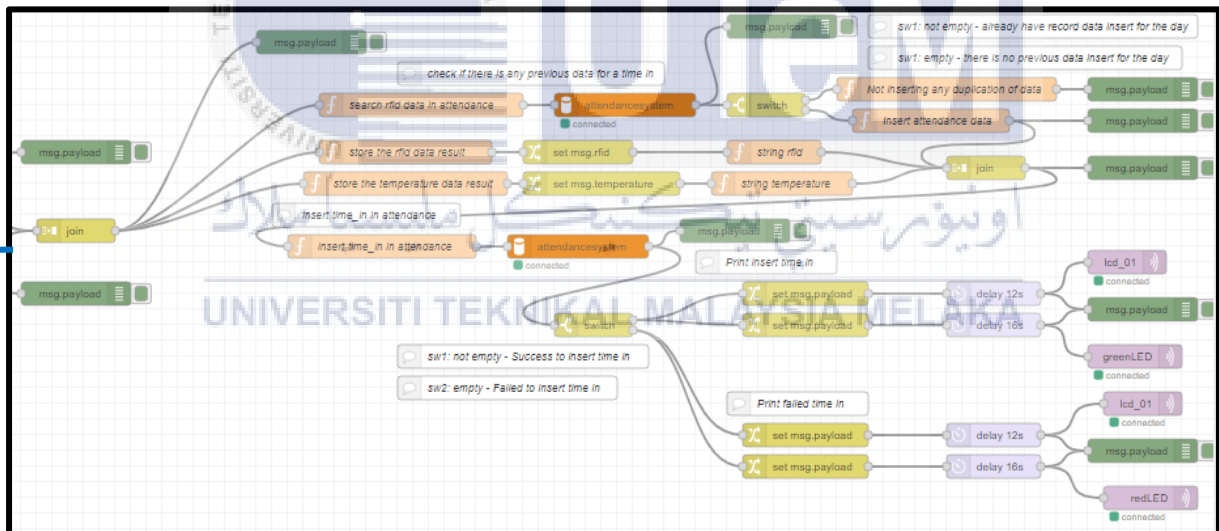 msg.payload
sw1: not empty - already have record data insert for the day
msg.payload
sw1: empty - there is no previous data insert for the day
check if there is any previous data for a time in
Not inserting any duplication of data
msg.payload
search rfid data in attendance
attendancesystem
switch
connected
Insert attendance data
msg.payload
msg.payload
store the rfid data result
set msg.rfid
string rfid
join
msg.payload
store the temperature data result
set msg.temperature
string temperature
Insert time_in in attendance
join
msg.payload
Insert time_in in attendance
attendancesystem
connected
Print insert time in
lcd_01
connected
msg.payload
set msg.payload
delay 12s
msg.payload
UNIVERSITI TEKNIKAL MALAYSIA MELAKA
switch
set msg.payload
delay 16s
sw1: not empty - Success to insert time in
greenLED
connected
sw2: empty - Failed to insert time in
Print failed time in
lcd_01
connected
set msg.payload
delay 12s
msg.payload
set msg.payload
delay 16s
redLED
connected